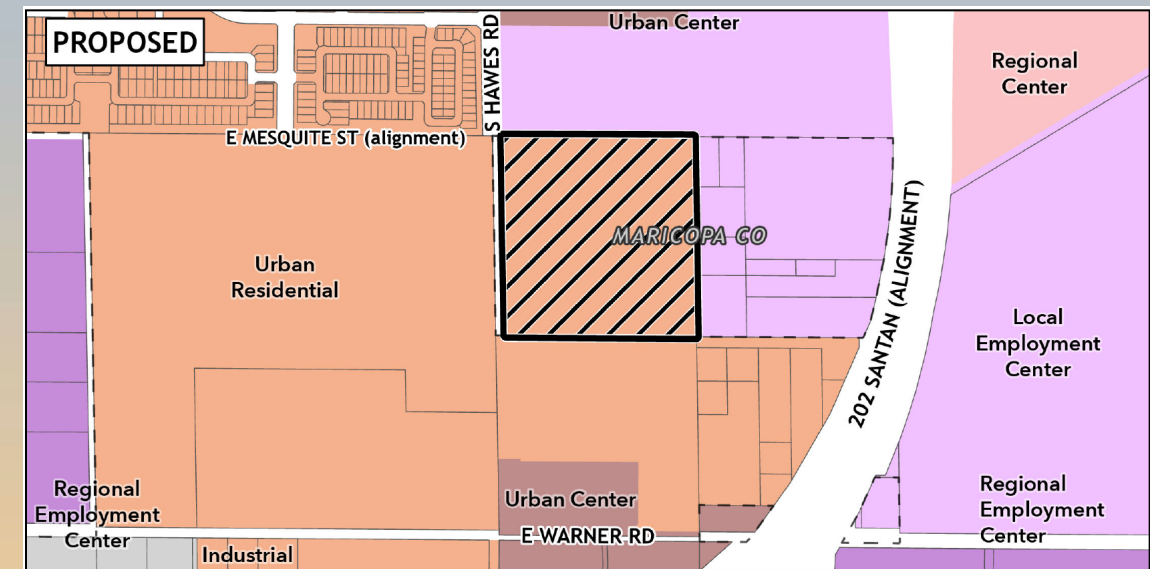 PROPOSED
S HAWES RD
Urban Center
Regional
Center
E MESQUITE ST (alignment)
MARICOPA CO
Urban
Residential
202 SANTAN (ALIGNMENT)
Local
Employment
Center
Regional
Employment
Center
Urban Center
Regional
Employment
Center
E WARNER RD
Industrial